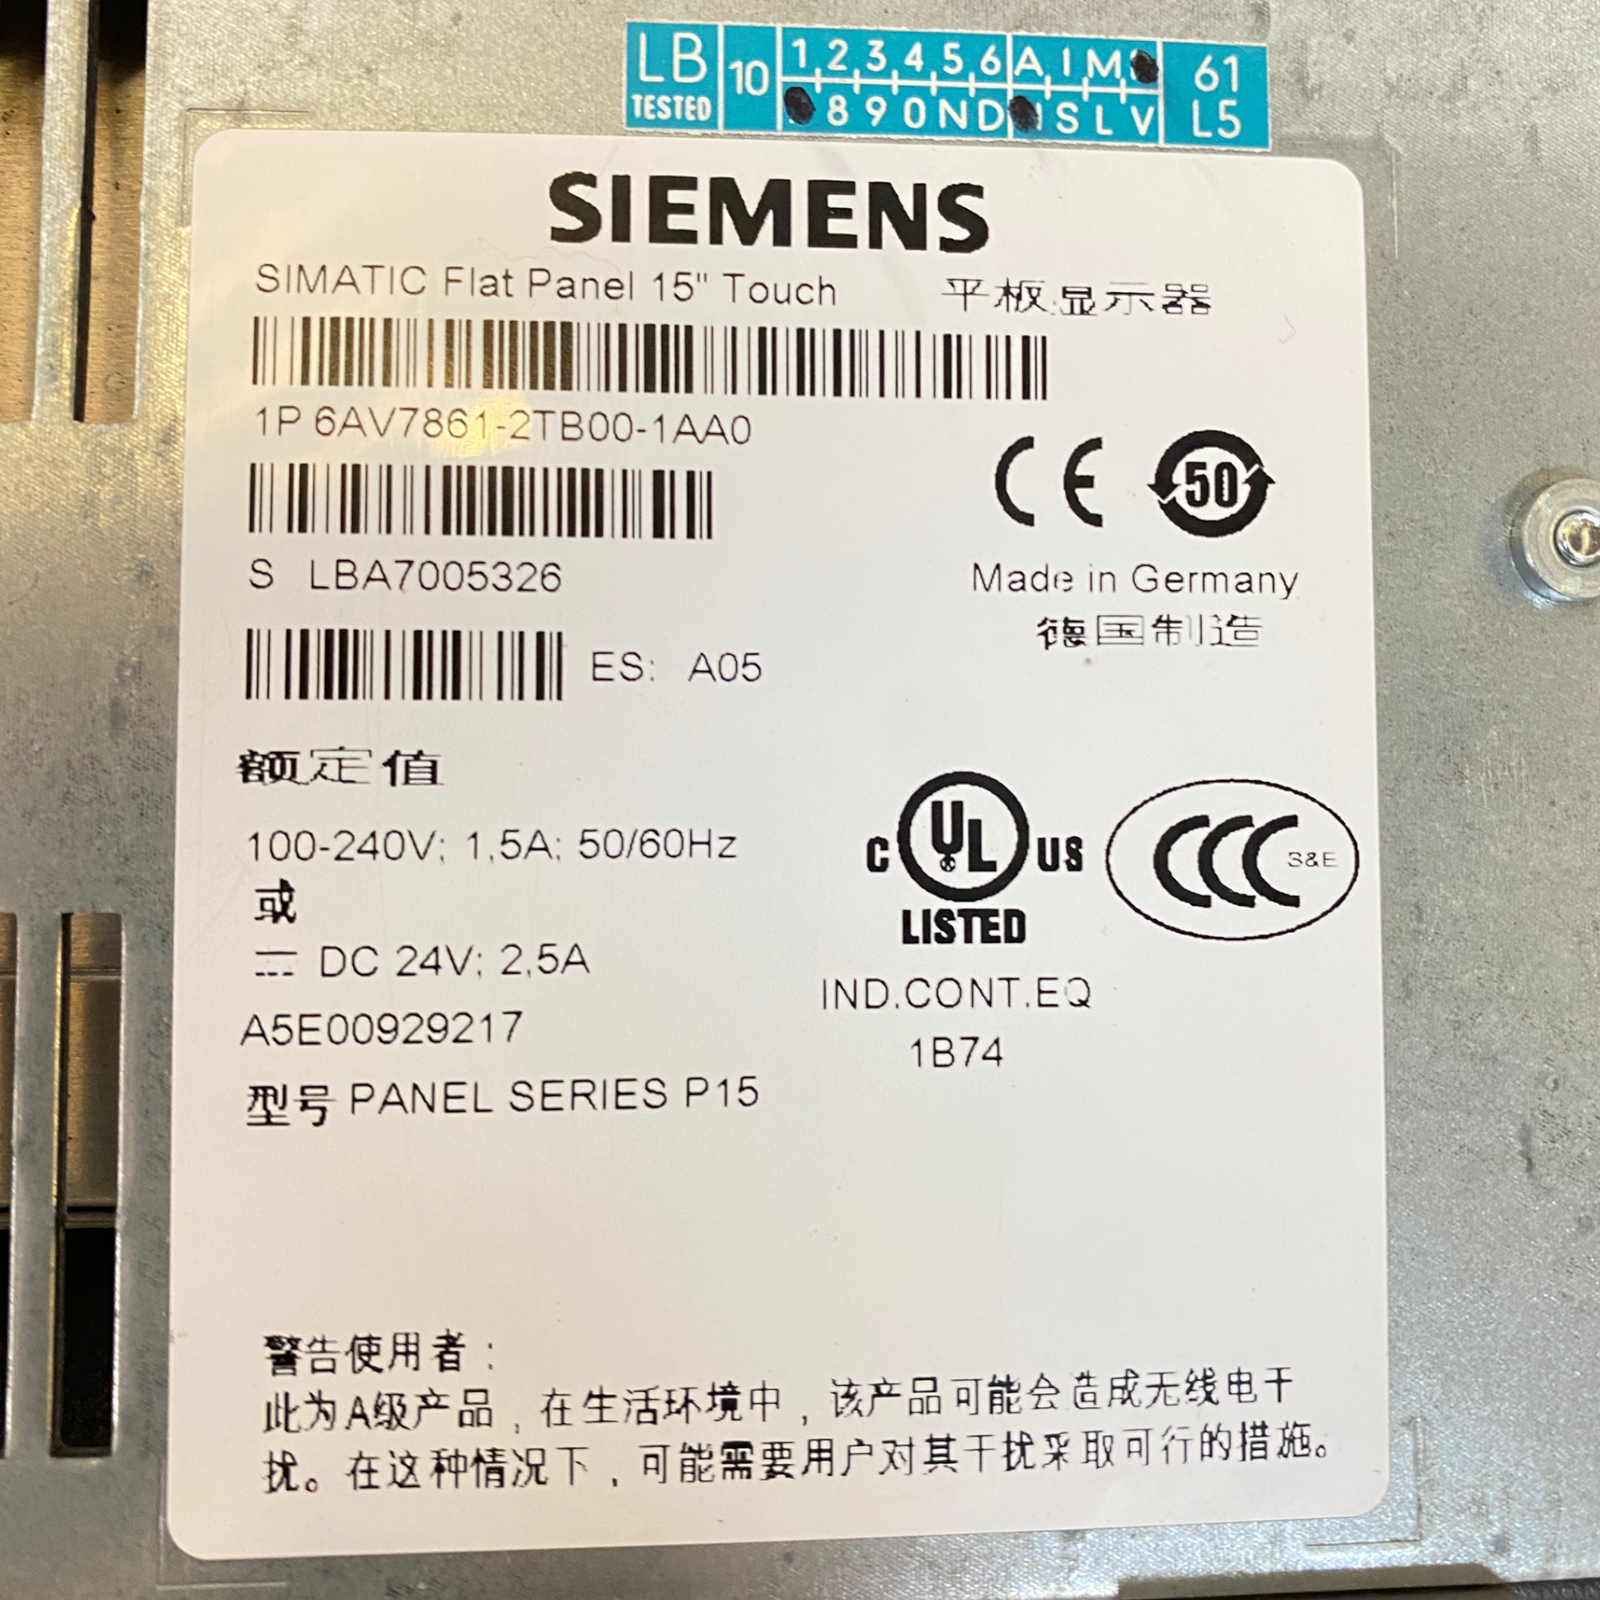 LB 10 1 2 3 4 5 6 A I M 61
TESTED 8 9 0 N D S L V L5
SIEMENS
SIMATIC Flat Panel 15" Touch 平板显示器
1P 6AV7861-2TB00-1AA0
CE 50
S LBA7005326
Made in Germany
德国制造
ES: A05
额定值
100-240V; 1,5A; 50/60Hz
或
DC 24V; 2,5A
A5E00929217
型号 PANEL SERIES P15
C UL US
LISTED
CCC S&E
IND.CONT.EQ
1B74
警告使用者：
此为A级产品，在生活环境中，该产品可能会造成无线电干
扰。在这种情况下，可能需要用户对其干扰采取可行的措施。